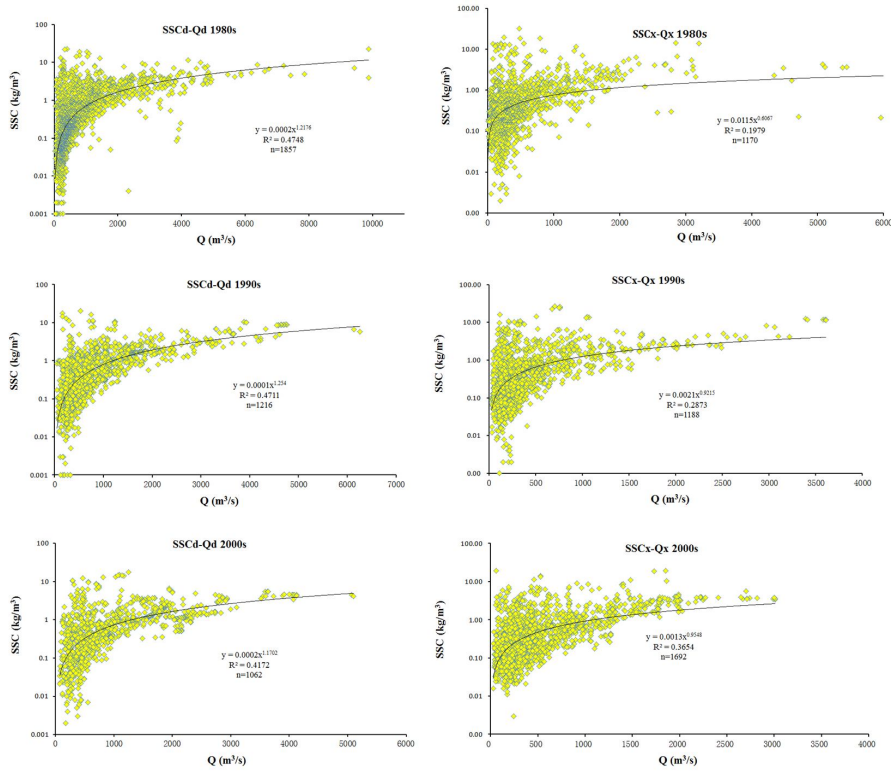 SSCd-Qd 1980s
SSC (kg/m³)
100
10
1
0.1
0.01
0.001
y = 0.0002x^1.2176
R² = 0.4748
n=1857
0
2000
4000
6000
8000
10000
Q (m³/s)
SSCx-Qx 1980s
SSC (kg/m³)
100.00
10.00
1.00
0.10
0.01
0.00
y = 0.0115x^0.6067
R² = 0.1979
n=1170
0
1000
2000
3000
4000
5000
6000
Q (m³/s)
SSCd-Qd 1990s
SSC (kg/m³)
100
10
1
0.1
0.01
0.001
y = 0.0001x^1.254
R² = 0.4711
n=1216
0
1000
2000
3000
4000
5000
6000
7000
Q (m³/s)
SSCx-Qx 1990s
SSC (kg/m³)
100.00
10.00
1.00
0.10
0.01
0.00
y = 0.0021x^0.9215
R² = 0.2873
n=1188
0
500
1000
1500
2000
2500
3000
3500
4000
Q (m³/s)
SSCd-Qd 2000s
SSC (kg/m³)
100
10
1
0.1
0.01
0.001
y = 0.0002x^1.1702
R² = 0.4172
n=1062
0
1000
2000
3000
4000
5000
6000
Q (m³/s)
SSCx-Qx 2000s
SSC (kg/m³)
100.00
10.00
1.00
0.10
0.01
0.00
y = 0.0013x^0.9548
R² = 0.3654
n=1692
0
500
1000
1500
2000
2500
3000
3500
4000
Q (m³/s)